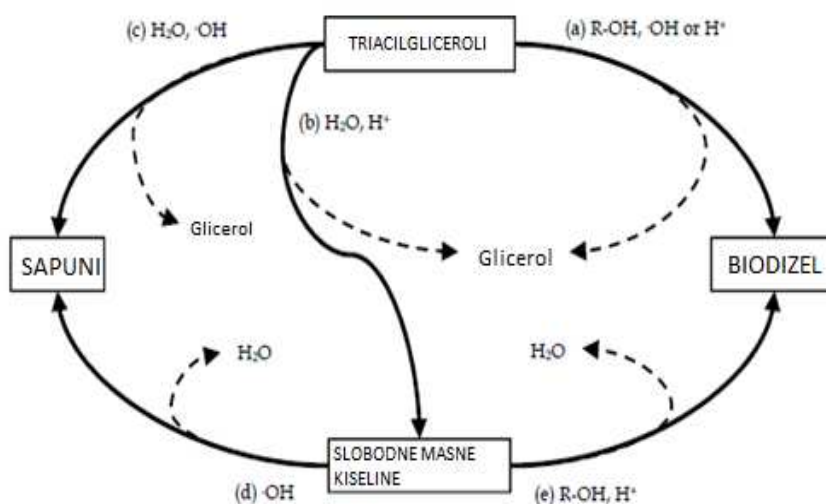 (c) H₂O, ·OH
TRIACILGLICEROLI
(a) R-OH, ·OH or H⁺
(b) H₂O, H⁺
Glicerol
Glicerol
SAPUNI
BIODIZEL
H₂O
H₂O
SLOBODNE MASNE
KISELINE
(d) ·OH
(e) R-OH, H⁺